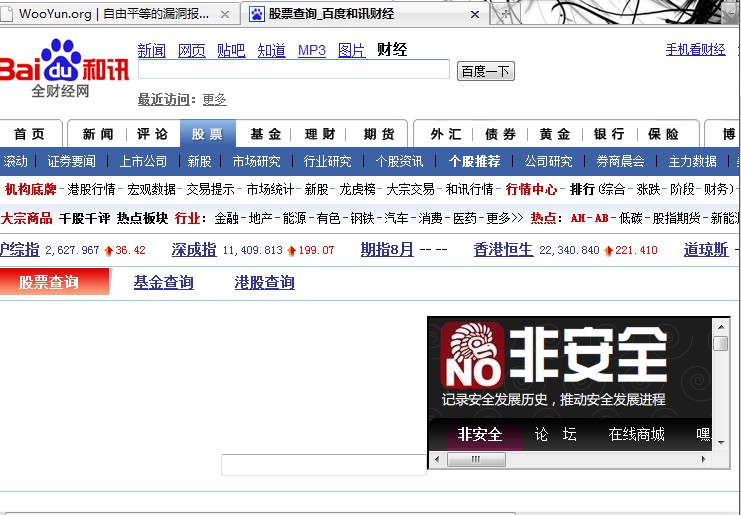 WooYun.org | 自由平等的漏洞报... 股票查询_百度和讯财经
新闻 网页 贴吧 知道 MP3 图片 财经 手机看财经
Bai du 和讯
百度一下
全财经网
最近访问：更多
首页 新闻 评论 股票 基金 理财 期货 外汇 债券 黄金 银行 保险 博
滚动 证券要闻 上市公司 新股 市场研究 行业研究 个股资讯 个股推荐 公司研究 券商晨会 主力数据
机构底牌-港股行情-宏观数据-交易提示-市场统计-新股-龙虎榜-大宗交易-和讯行情-行情中心-排行(综合-涨跌-阶段-财务)-
大宗商品 千股千评 热点板块 行业：金融-地产-能源-有色-钢铁-汽车-消费-医药-更多>> 热点：AH-AB-低碳-股指期货-新能
沪综指 2,627.967 36.42 深成指 11,409.813 199.07 期指8月 -- -- 香港恒生 22,340.840 221.410 道琼斯
股票查询 基金查询 港股查询
NO 非安全
记录安全发展历史，推动安全发展进程
非安全 论坛 在线商城 嘿